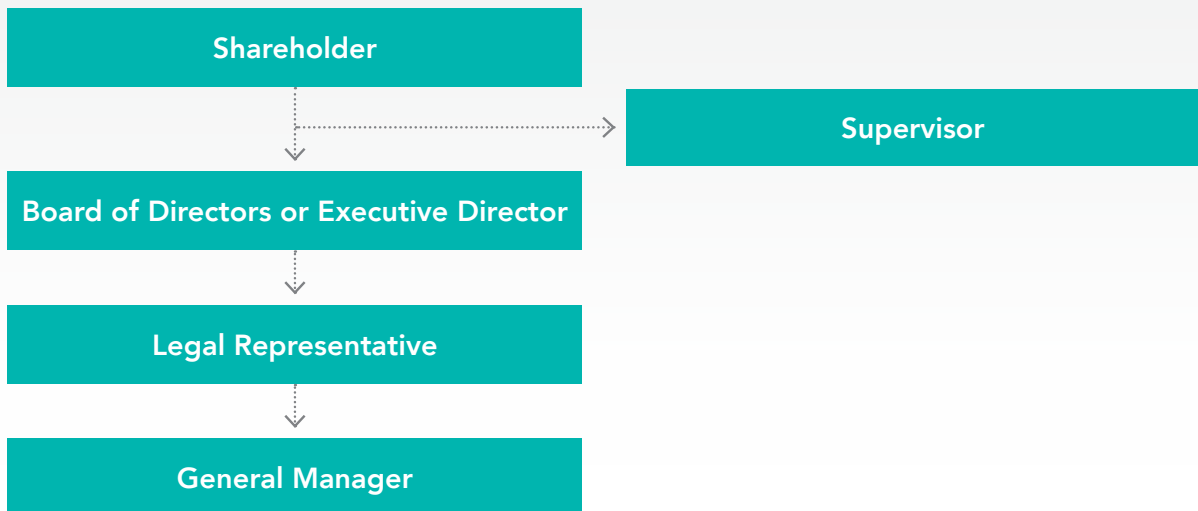 Shareholder
Supervisor
Board of Directors or Executive Director
Legal Representative
General Manager